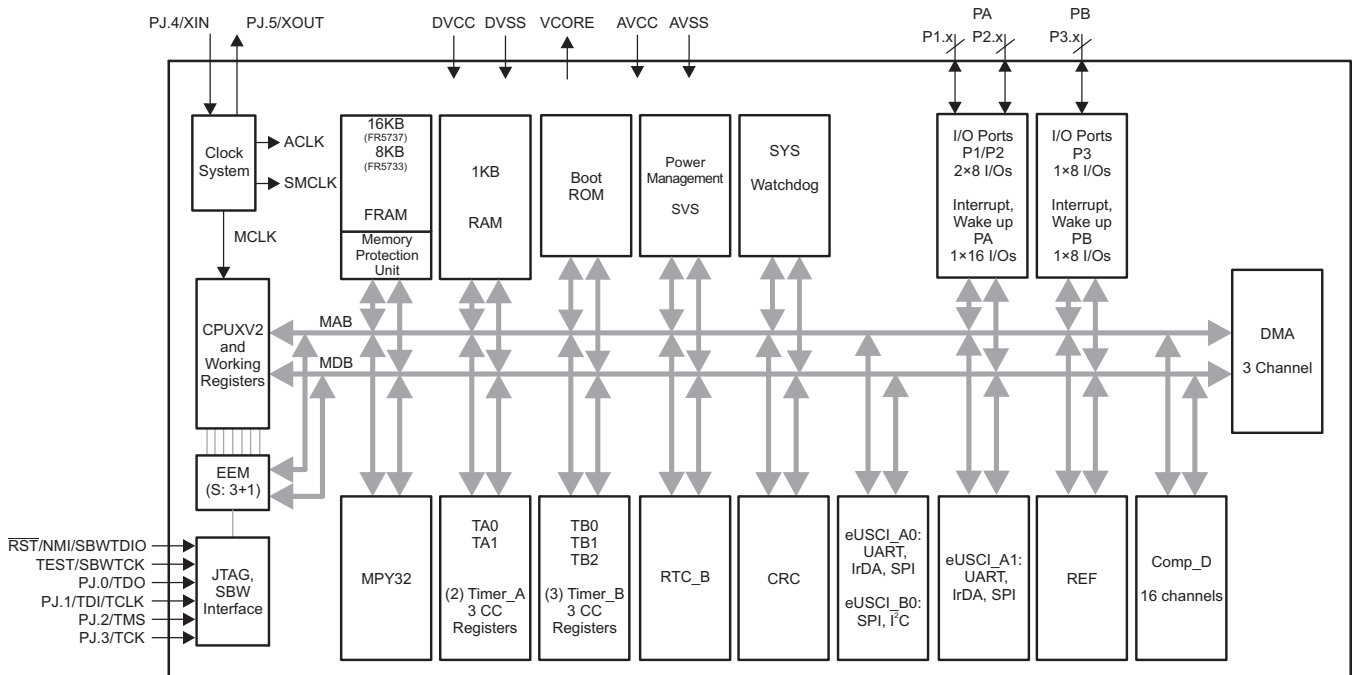 PJ.4/XIN
PJ.5/XOUT
DVCC
DVSS
VCORE
AVCC
AVSS
PA
P1.x
P2.x
PB
P3.x
Clock
System
ACLK
SMCLK
MCLK
16KB
(FR5737)
8KB
(FR5733)
FRAM
Memory
Protection
Unit
1KB
RAM
Boot
ROM
Power
Management
SVS
SYS
Watchdog
I/O Ports
P1/P2
2×8 I/Os
Interrupt,
Wake up
PA
1×16 I/Os
I/O Ports
P3
1×8 I/Os
Interrupt,
Wake up
PB
1×8 I/Os
CPUXV2
and
Working
Registers
MAB
MDB
DMA
3 Channel
EEM
(S: 3+1)
RST/NMI/SBWTDIO
TEST/SBWTCK
PJ.0/TDO
PJ.1/TDI/TCLK
PJ.2/TMS
PJ.3/TCK
JTAG,
SBW
Interface
MPY32
TA0
TA1
(2) Timer_A
3 CC
Registers
TB0
TB1
TB2
(3) Timer_B
3 CC
Registers
RTC_B
CRC
eUSCI_A0:
UART,
IrDA, SPI
eUSCI_B0:
SPI, I²C
eUSCI_A1:
UART,
IrDA, SPI
REF
Comp_D
16 channels